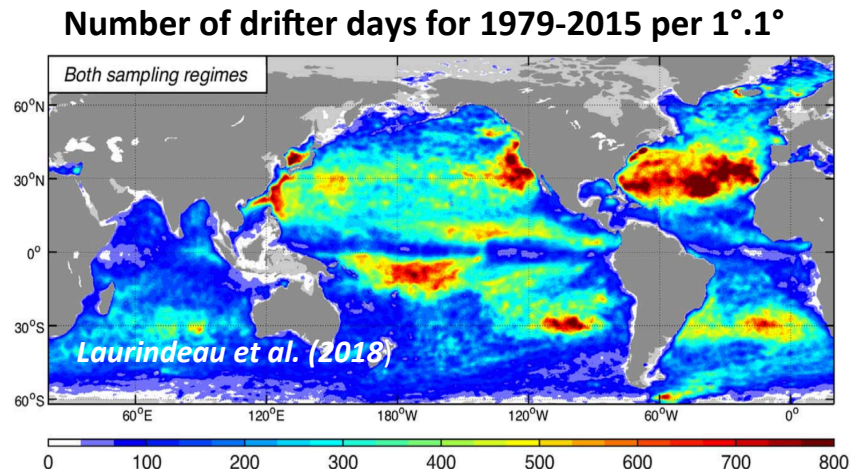 Number of drifter days for 1979-2015 per 1°.1°
Both sampling regimes
60°N
30°N
0°
30°S
60°S
Laurindeau et al. (2018)
60°E 120°E 180°W 120°W 60°W 0°
0 100 200 300 400 500 600 700 800